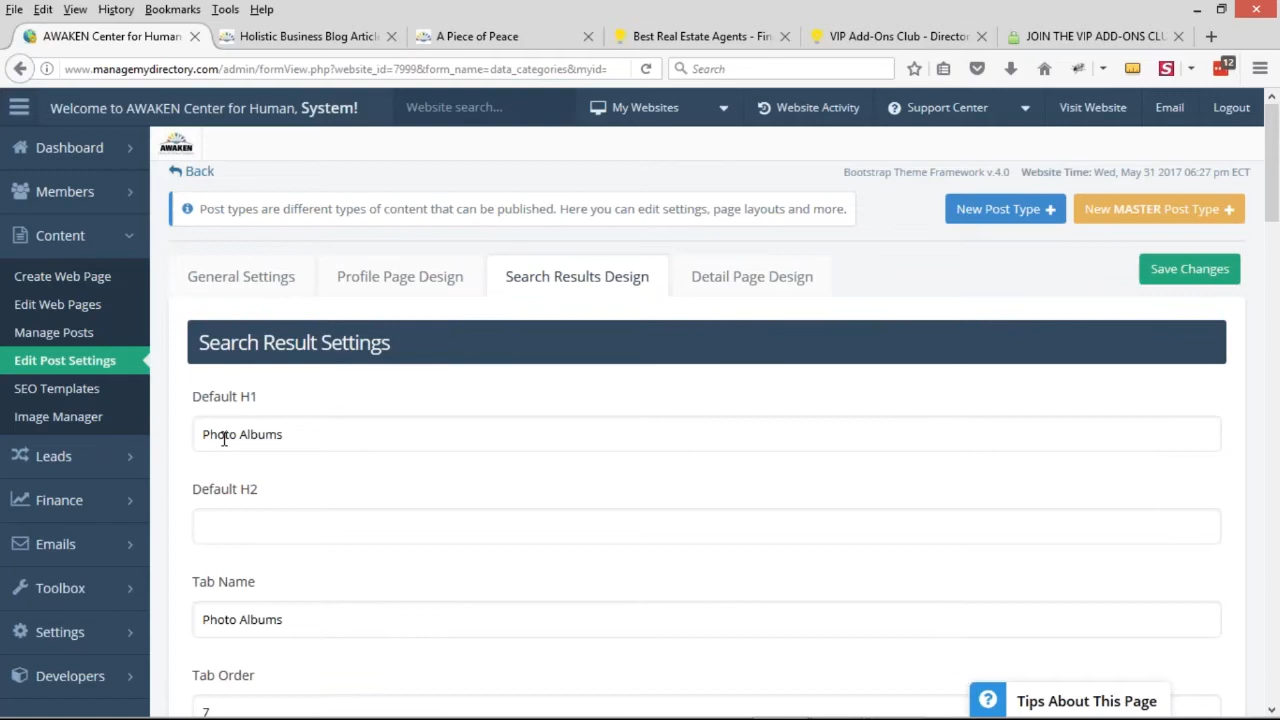 File Edit View History Bookmarks Tools Help
AWAKEN Center for Human Holistic Business Blog Articl A Piece of Peace Best Real Estate Agents - Fin VIP Add-Ons Club - Director JOIN THE VIP ADD-ONS CLU
www.managemydirectory.com/admin/formView.php?website_id=7999&form_name=data_categories&myid= Search 12
Welcome to AWAKEN Center for Human, System! Website search... My Websites Website Activity Support Center Visit Website Email Logout
Dashboard
Members
Content
Create Web Page
Edit Web Pages
Manage Posts
Edit Post Settings
SEO Templates
Image Manager
Leads
Finance
Emails
Toolbox
Settings
Developers
AWAKEN
Back
Bootstrap Theme Framework v.4.0 Website Time: Wed, May 31 2017 06:27 pm ECT
Post types are different types of content that can be published. Here you can edit settings, page layouts and more.
New Post Type New MASTER Post Type
General Settings Profile Page Design Search Results Design Detail Page Design Save Changes
Search Result Settings
Default H1
Photo Albums
Default H2
Tab Name
Photo Albums
Tab Order
7
Tips About This Page